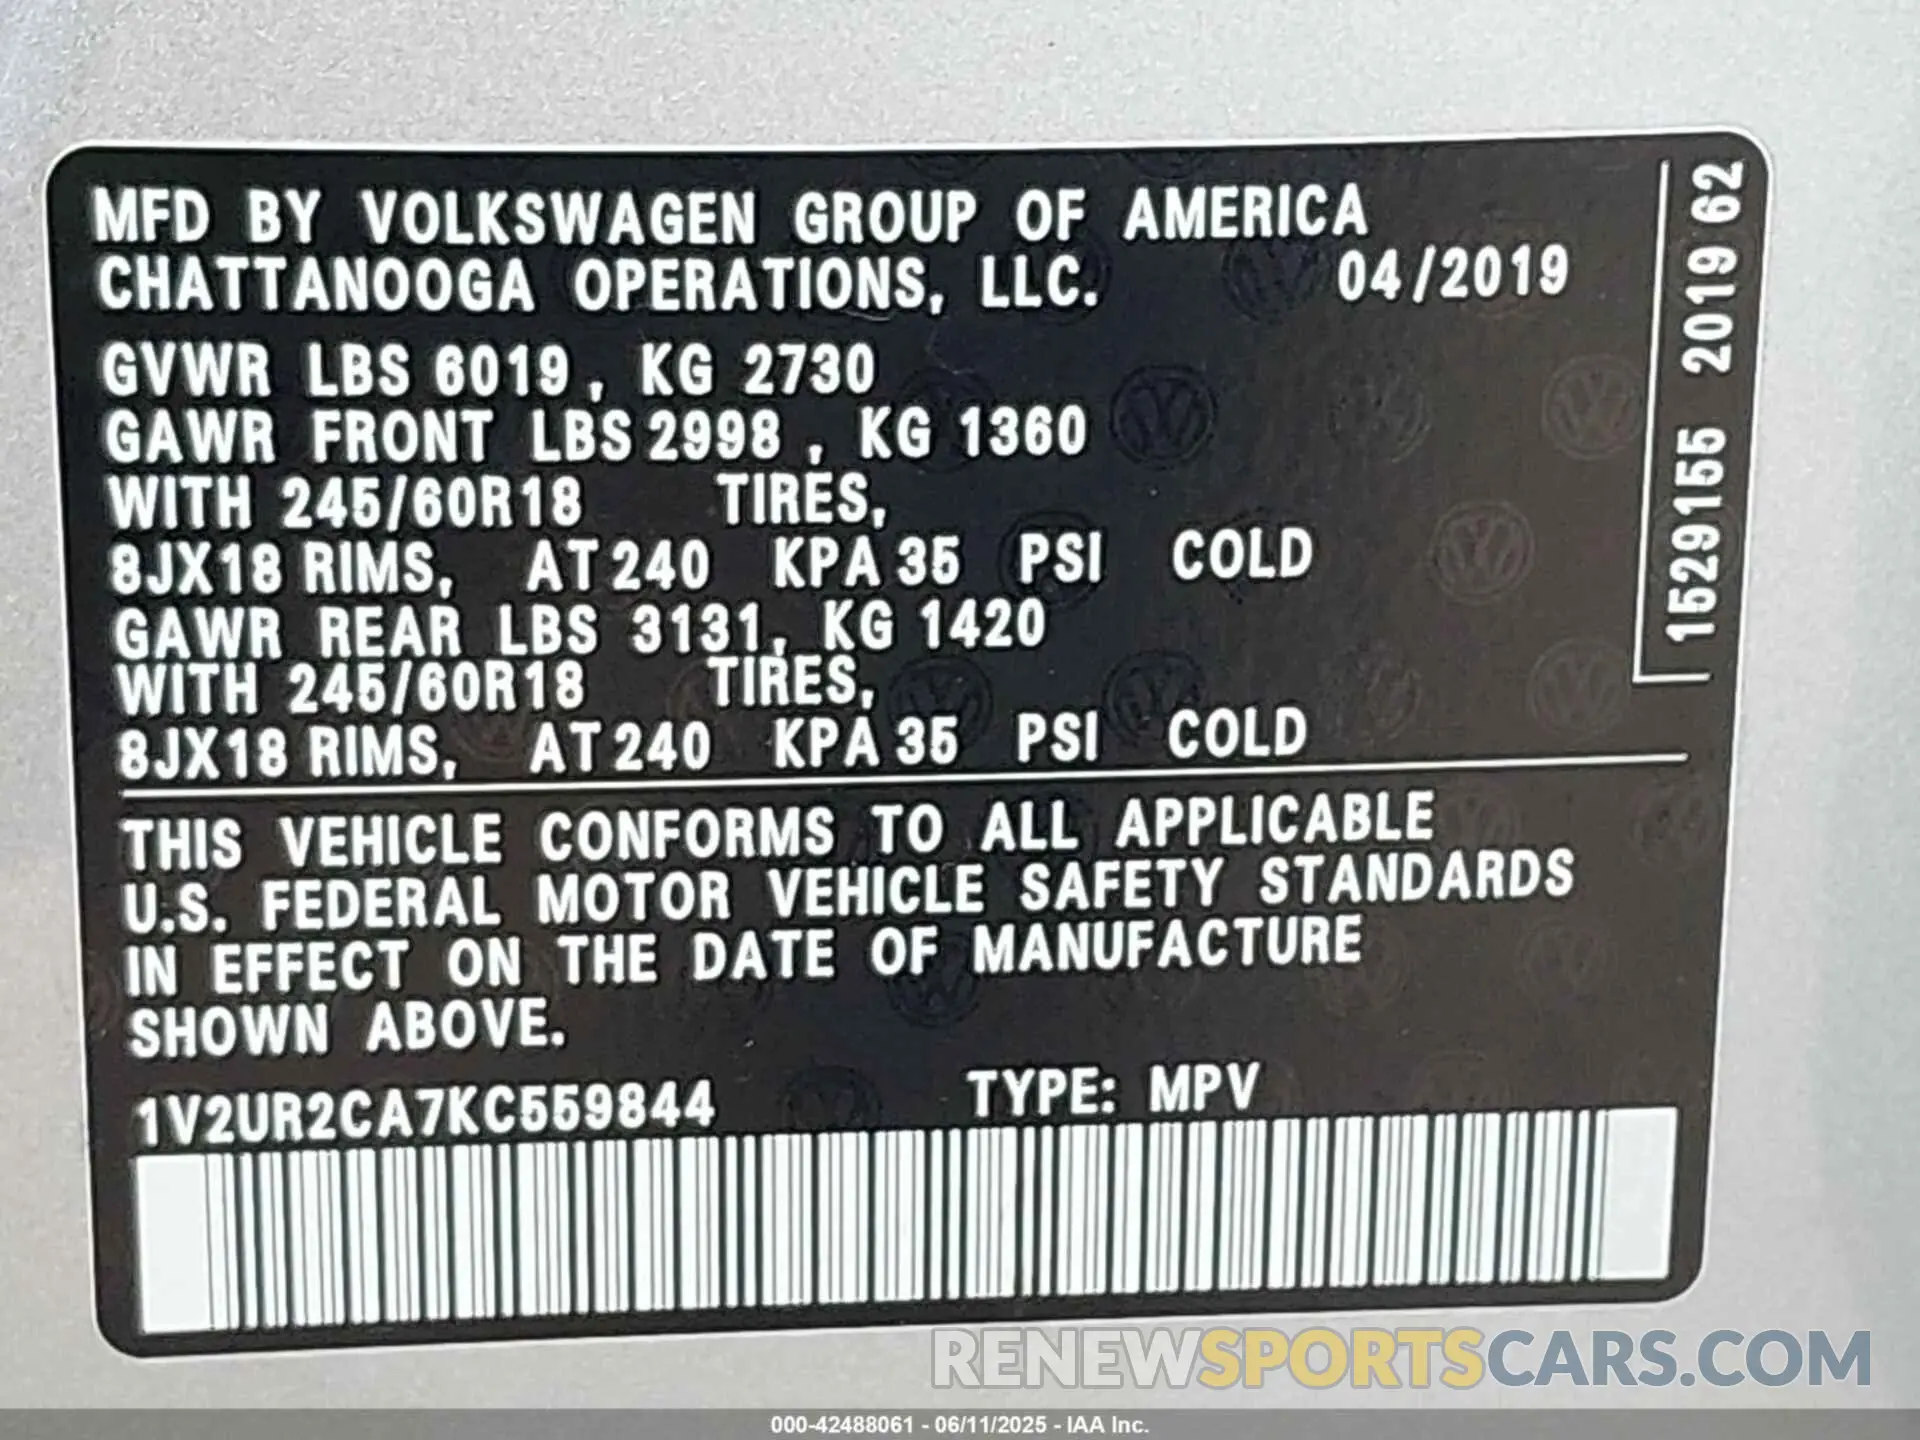 MFD BY VOLKSWAGEN GROUP OF AMERICA
CHATTANOOGA OPERATIONS, LLC. 04/2019
GVWR LBS 6019, KG 2730
GAWR FRONT LBS 2998, KG 1360
WITH 245/60R18 TIRES,
8JX18 RIMS, AT 240 KPA 35 PSI COLD
GAWR REAR LBS 3131, KG 1420
WITH 245/60R18 TIRES,
8JX18 RIMS, AT 240 KPA 35 PSI COLD
1529155 2019 62
THIS VEHICLE CONFORMS TO ALL APPLICABLE
U.S. FEDERAL MOTOR VEHICLE SAFETY STANDARDS
IN EFFECT ON THE DATE OF MANUFACTURE
SHOWN ABOVE.
1V2UR2CA7KC559844 TYPE: MPV
RENEWSPORTSCARS.COM
000-42488061 - 06/11/2025 - IAA Inc.